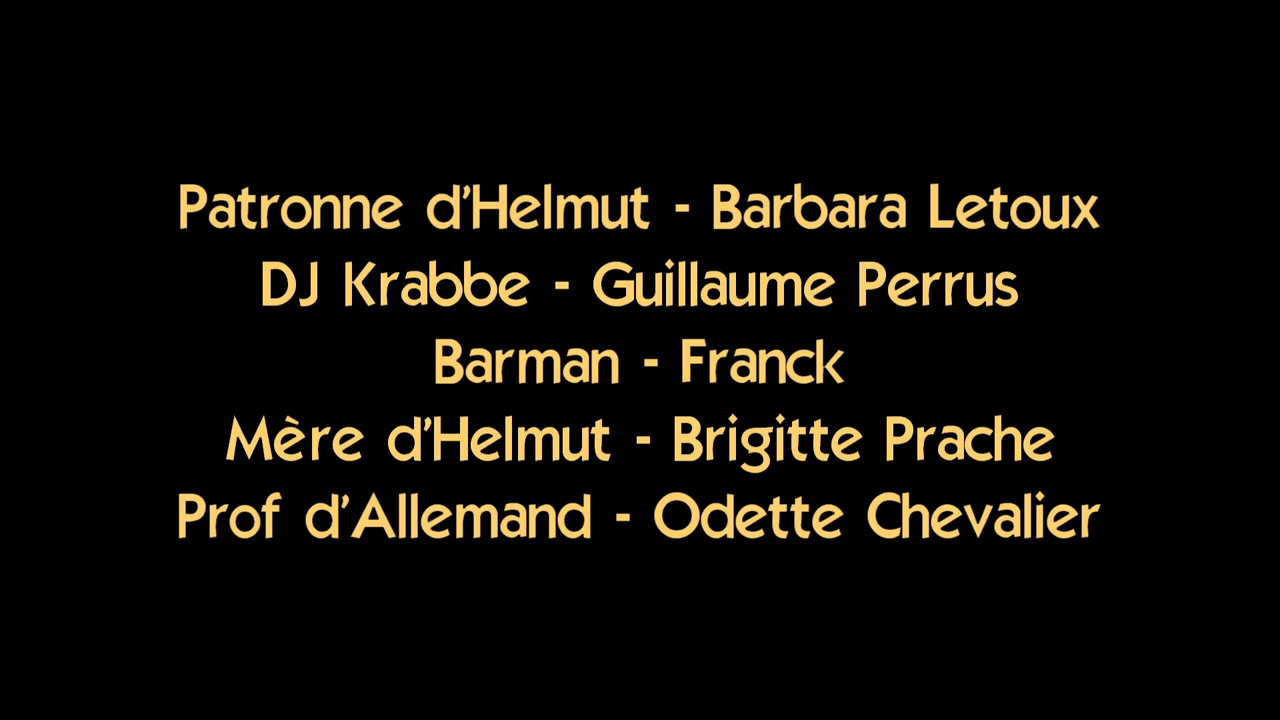 Patronne d'Helmut - Barbara Letoux
DJ Krabbe - Guillaume Perrus
Barman - Franck
Mère d'Helmut - Brigitte Prache
Prof d'Allemand - Odette Chevalier